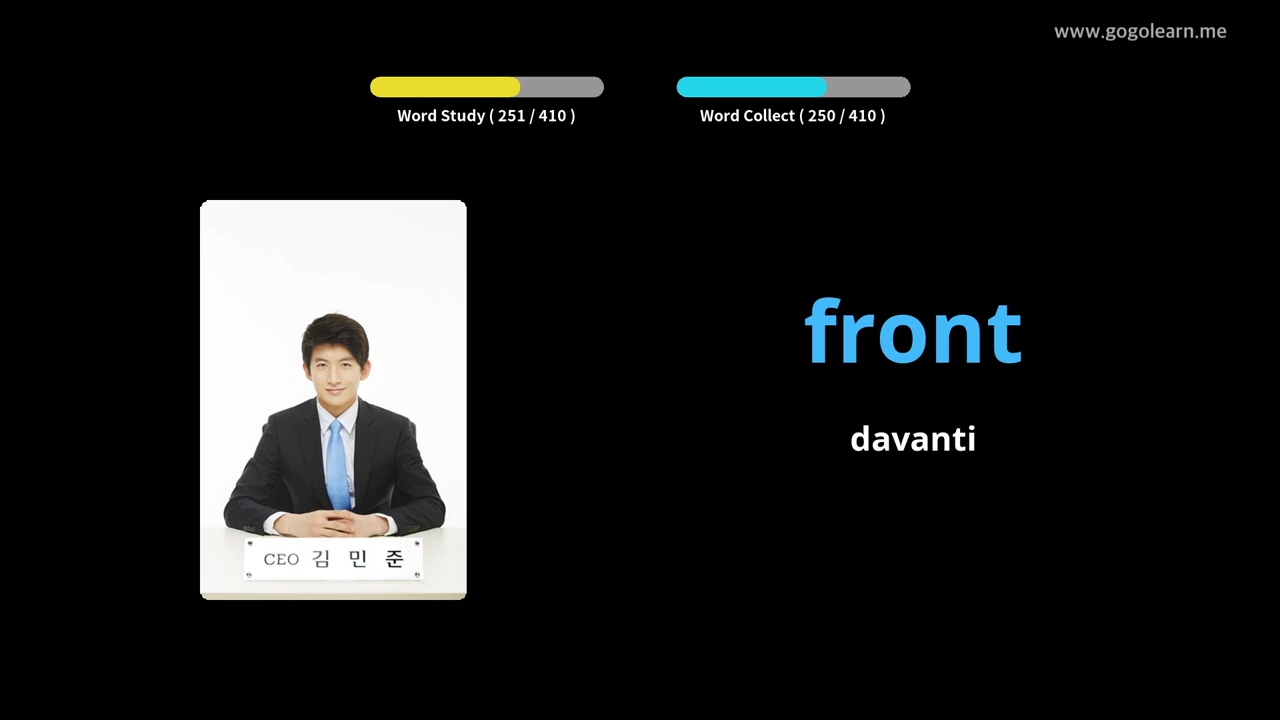 www.gogolearn.me
Word Study ( 251 / 410 )
Word Collect ( 250 / 410 )
front
davanti
CEO 김 민 준